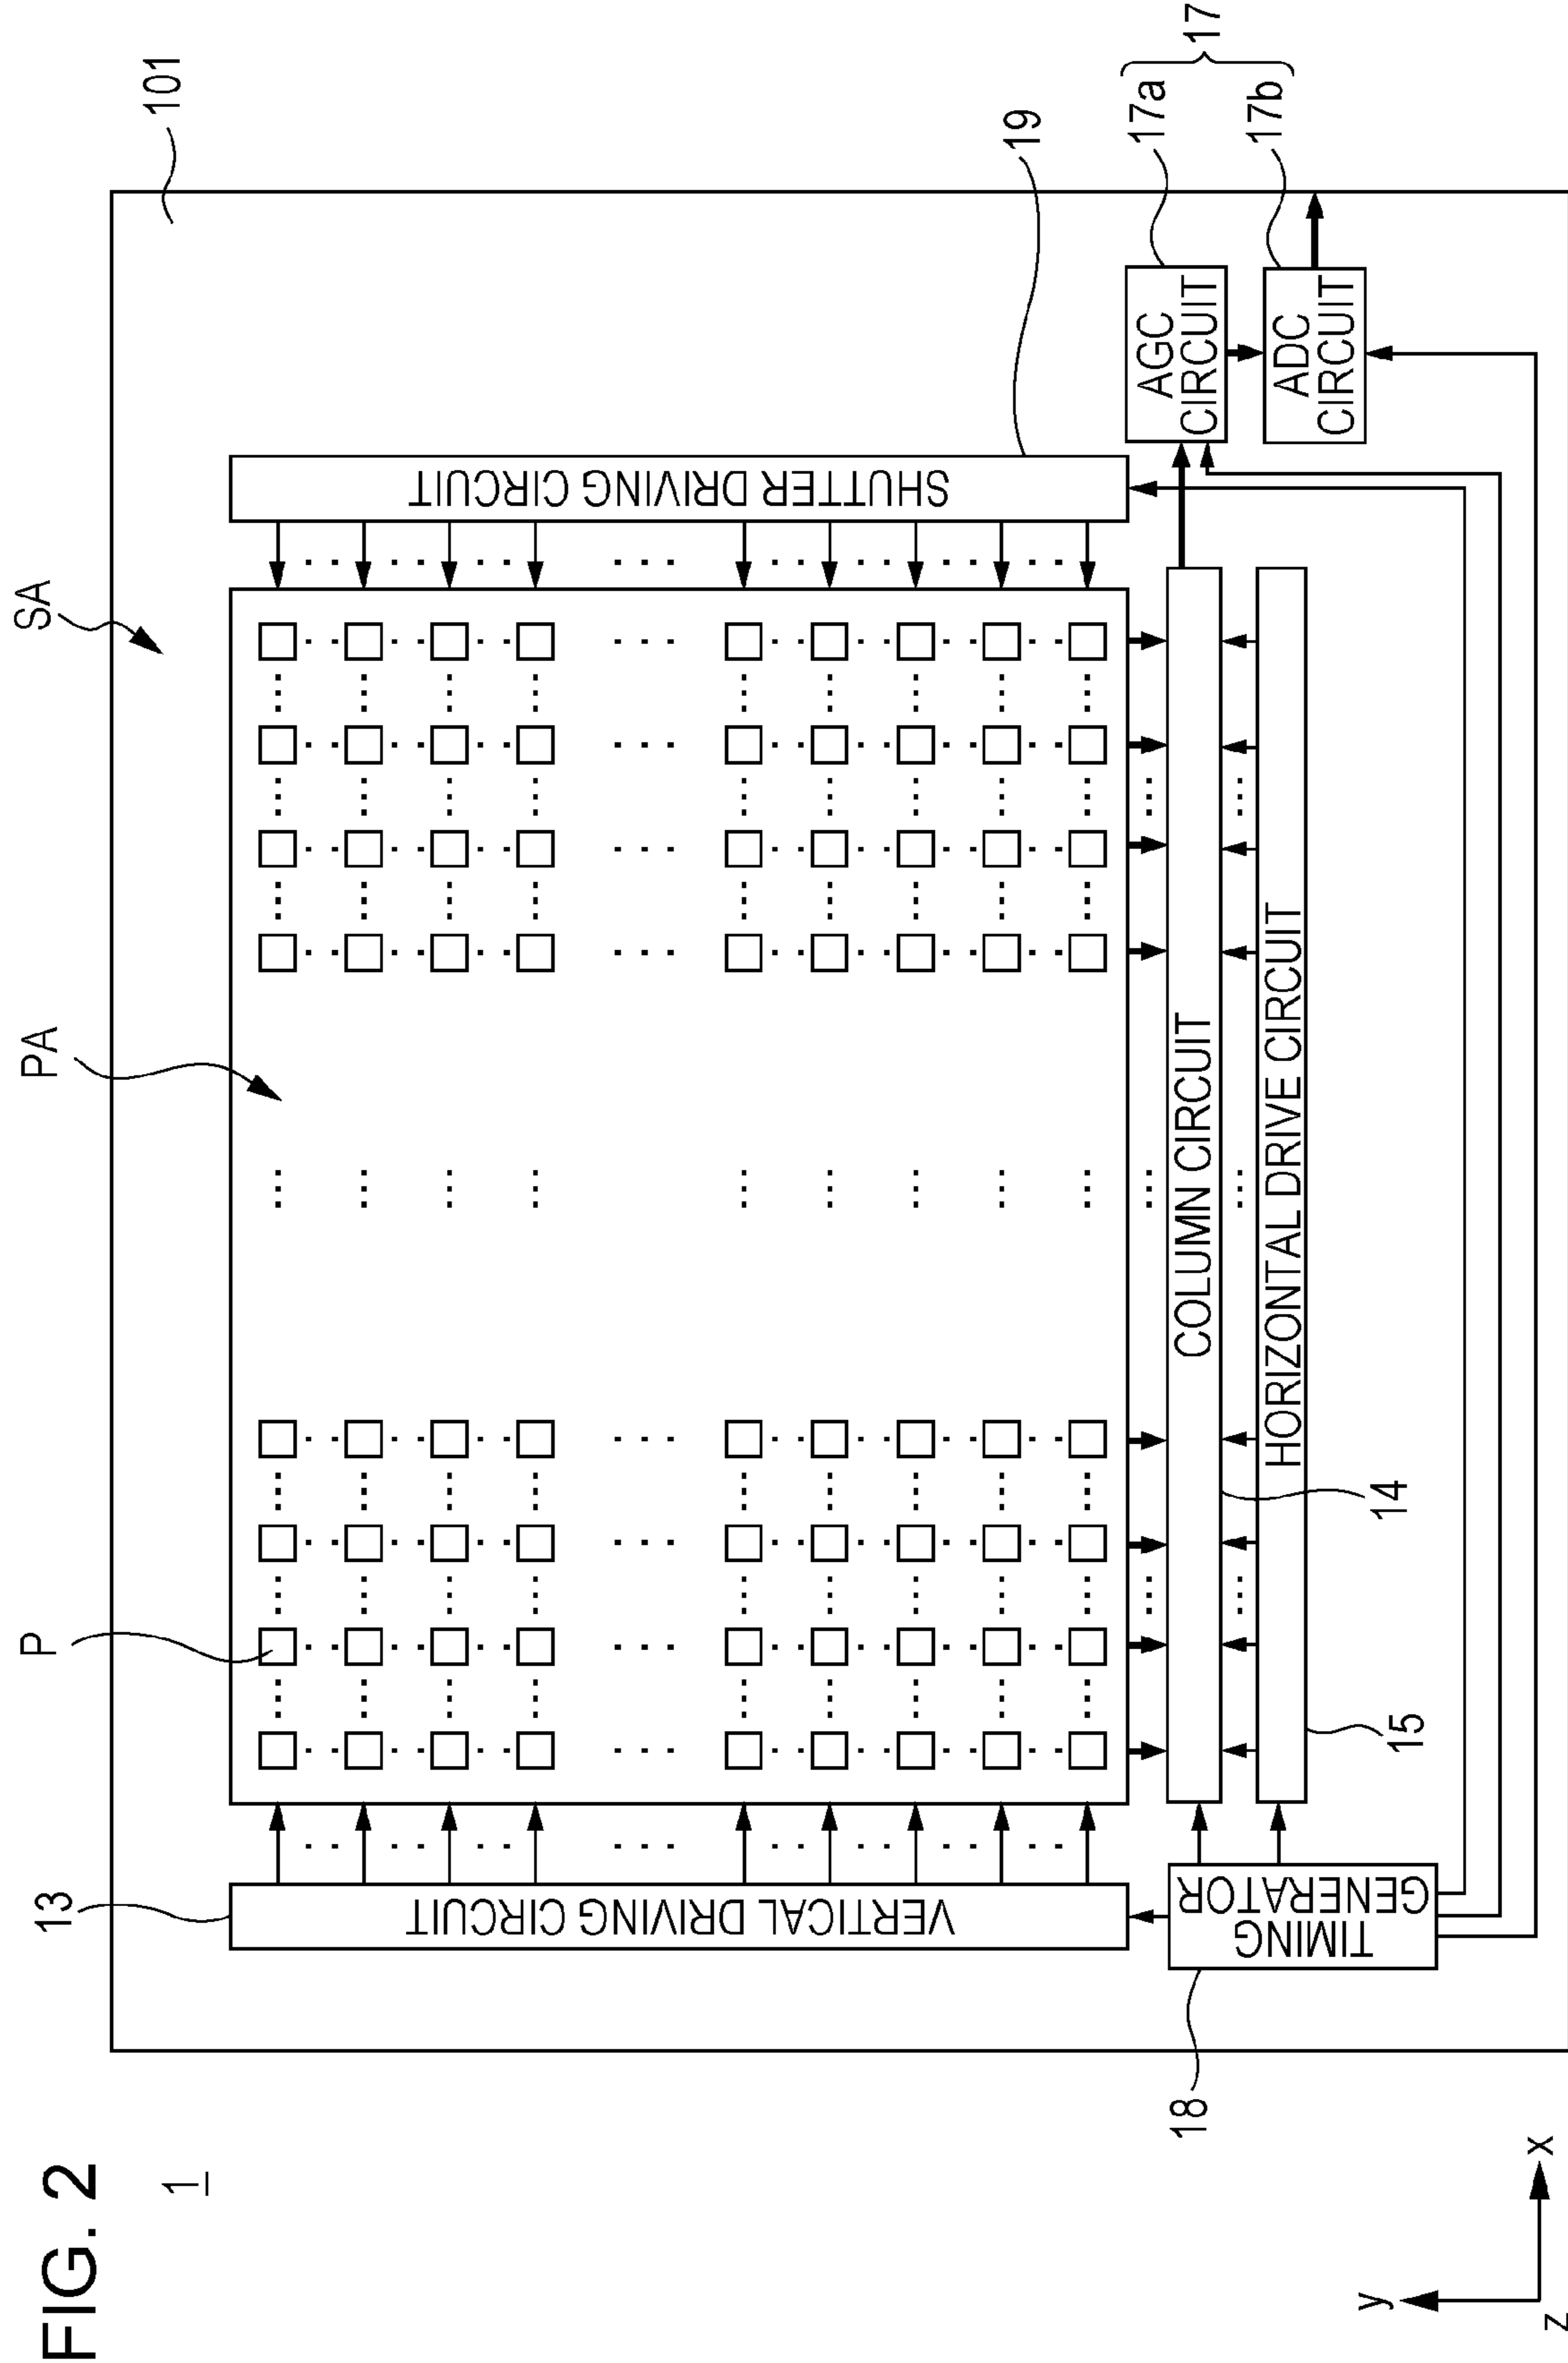 FIG. 2
1
P
PA
SA
101
13
VERTICAL DRIVING CIRCUIT
SHUTTER DRIVING CIRCUIT
19
17a
17
17b
AGC
CIRCUIT
ADC
CIRCUIT
COLUMN CIRCUIT
HORIZONTAL DRIVE CIRCUIT
TIMING
GENERATOR
18
14
15
y
x
z